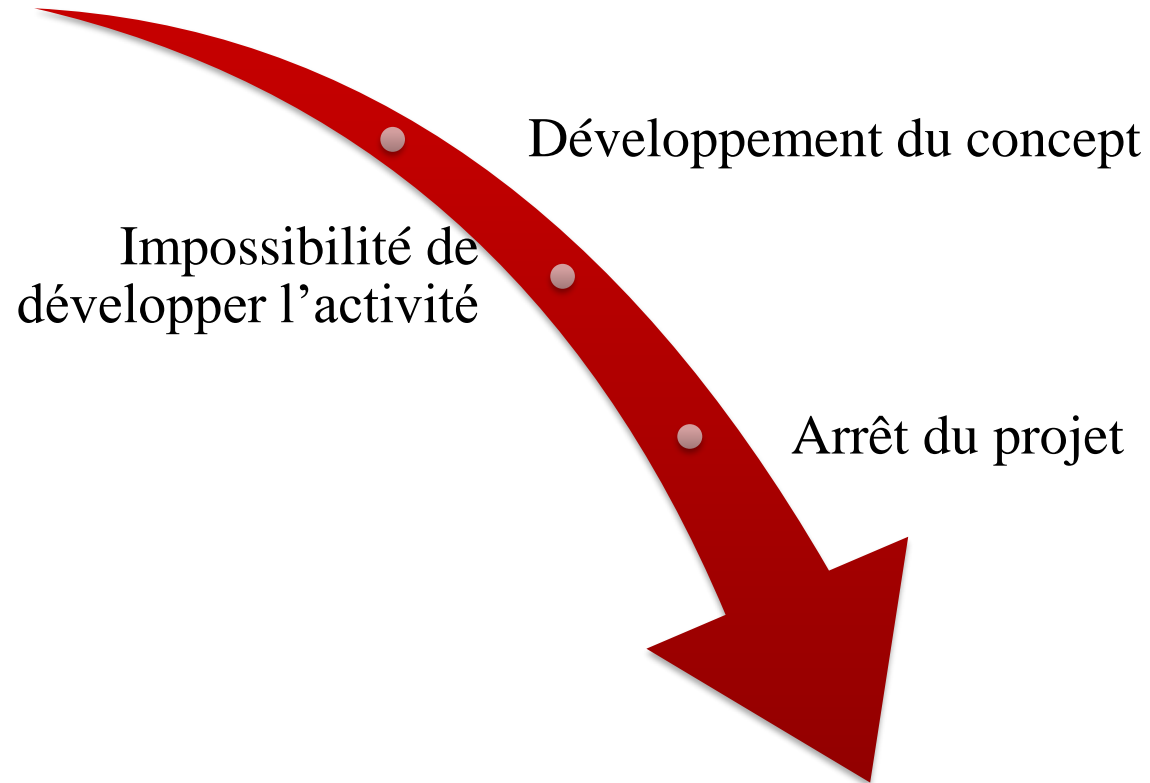 Développement du concept
Impossibilité de
développer l’activité
Arrêt du projet